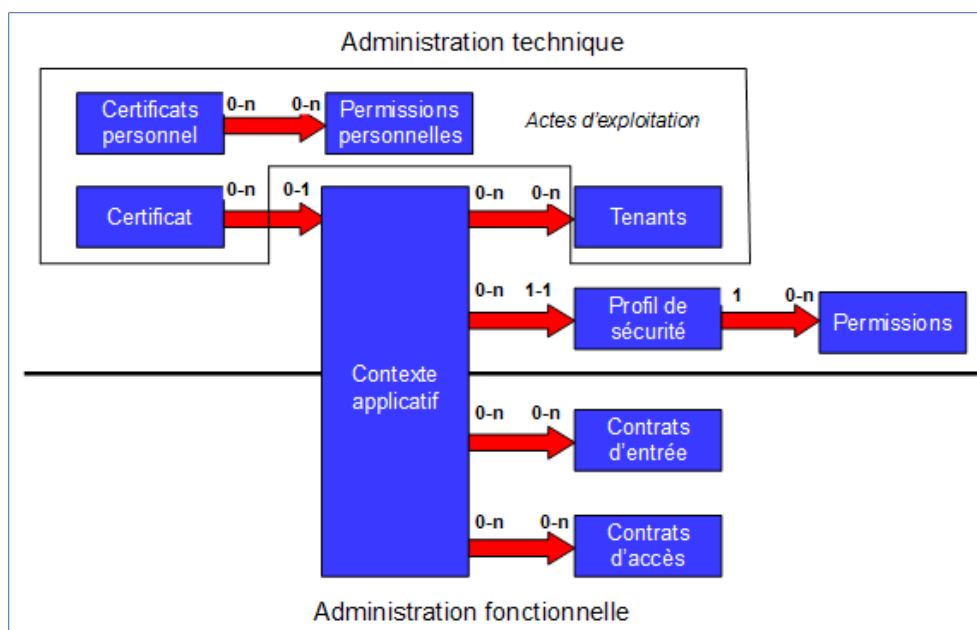 Administration technique
Certificats
personnel
0-n
0-n
Permissions
personnelles
Actes d'exploitation
Certificat
0-n
0-1
0-n
0-n
Tenants
0-n
1-1
Profil de
sécurité
1
0-n
Permissions
Contexte
applicatif
0-n
0-n
Contrats
d'entrée
0-n
0-n
Contrats
d'accès
Administration fonctionnelle